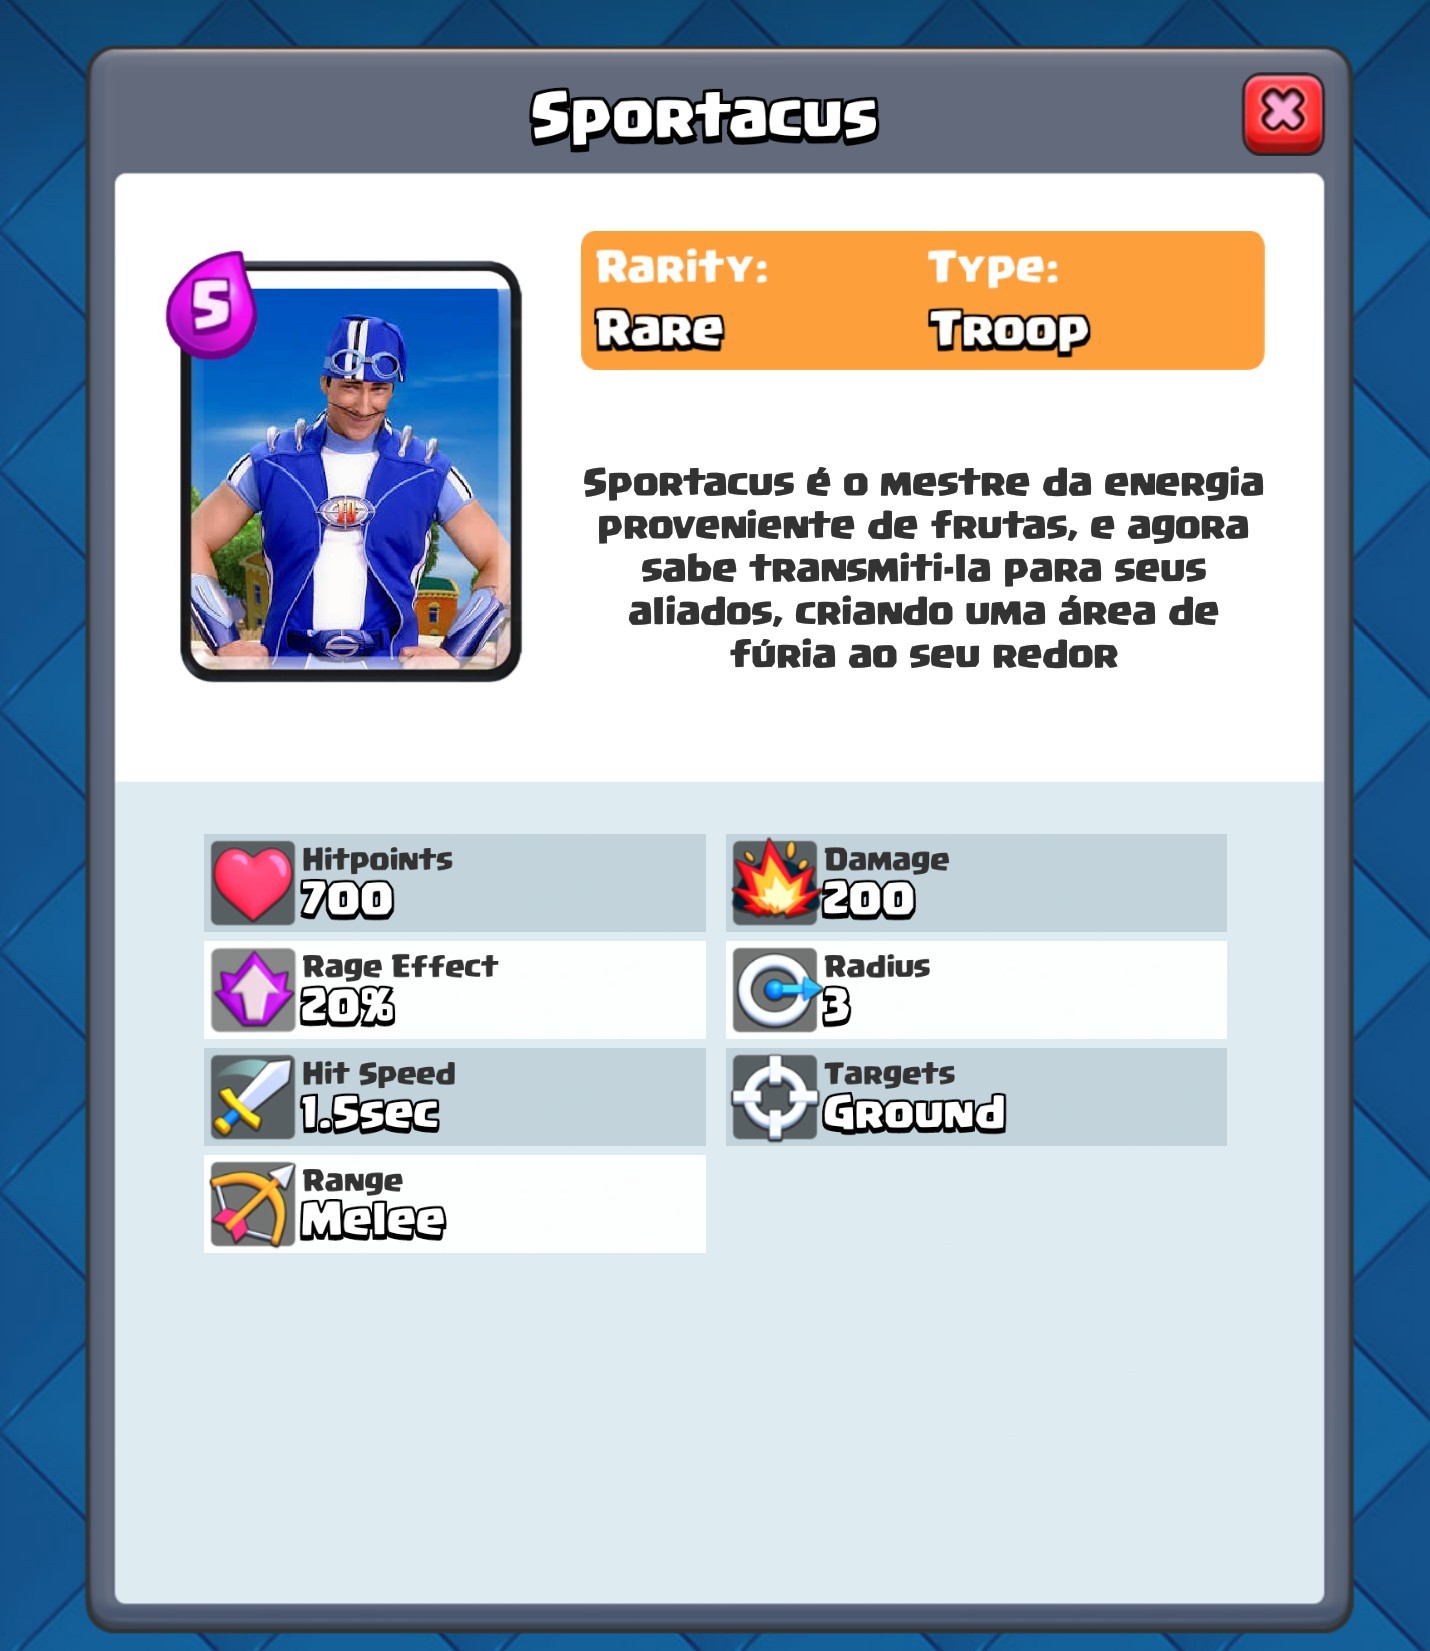 Sportacus
5
Rarity:
Type:
Rare
Troop
Sportacus é o mestre da energia
proveniente de frutas, e agora
sabe transmiti-la para seus
aliados, criando uma área de
fúria ao seu redor
Hitpoints
700
Damage
200
Rage Effect
20%
Radius
3
Hit Speed
1.5sec
Targets
Ground
Range
Melee